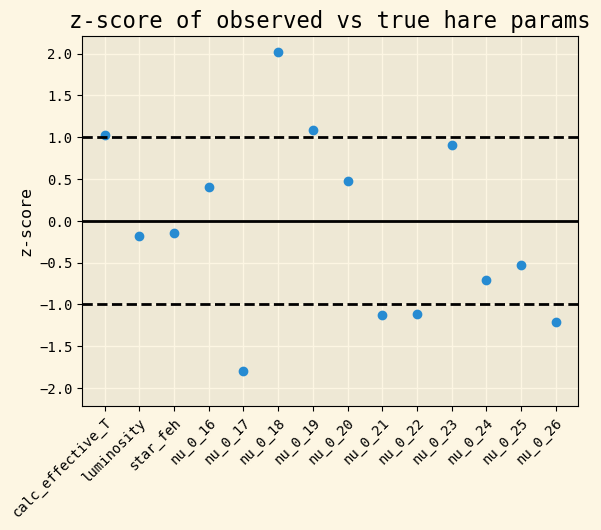 z-score of observed vs true hare params
z-score
2.0
1.5
1.0
0.5
0.0
−0.5
−1.0
−1.5
−2.0
calc_effective_T
luminosity
star_feh
nu_0_16
nu_0_17
nu_0_18
nu_0_19
nu_0_20
nu_0_21
nu_0_22
nu_0_23
nu_0_24
nu_0_25
nu_0_26